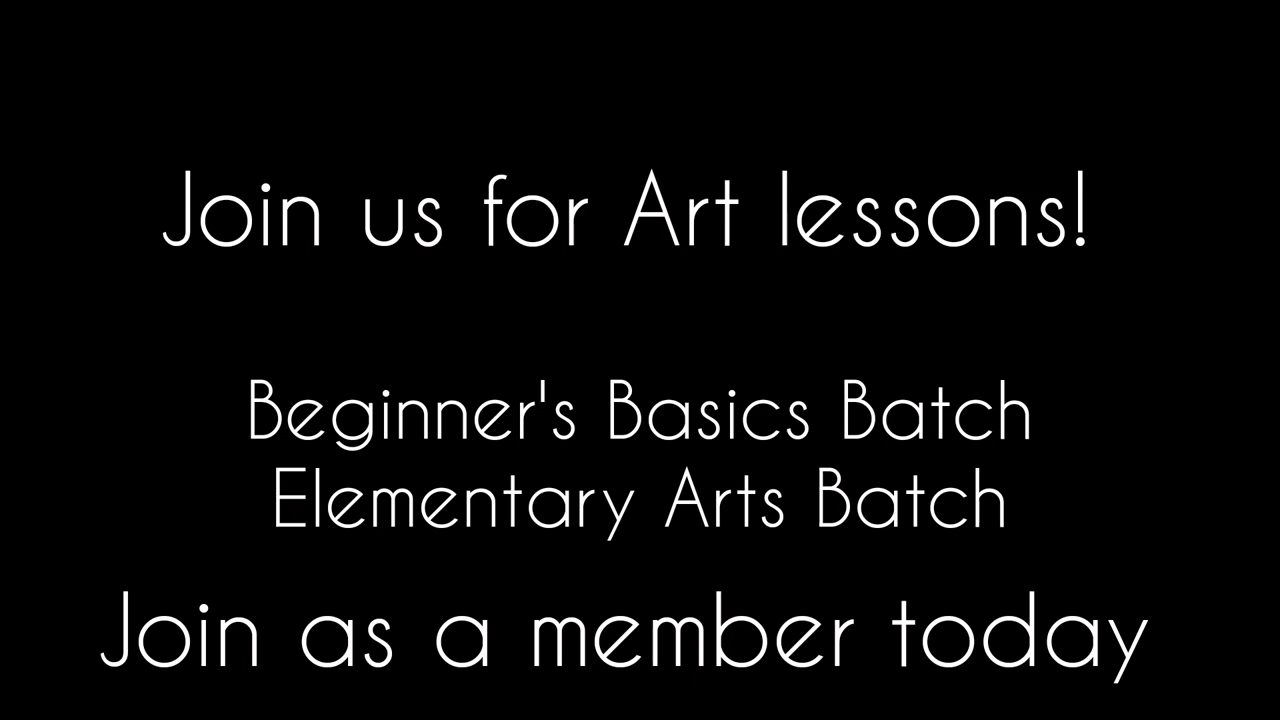 Join us for Art lessons!
Beginner's Basics Batch
Elementary Arts Batch
Join as a member today